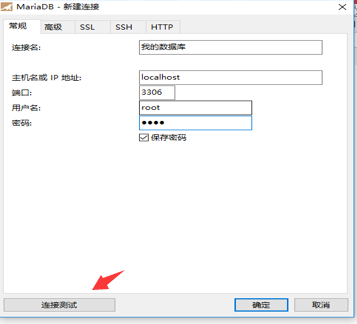 MariaDB - 新建连接
常规 高级 SSL SSH HTTP
连接名: 我的数据库
主机名或 IP 地址: localhost
端口: 3306
用户名: root
密码: ●●●●
保存密码
连接测试 确定 取消